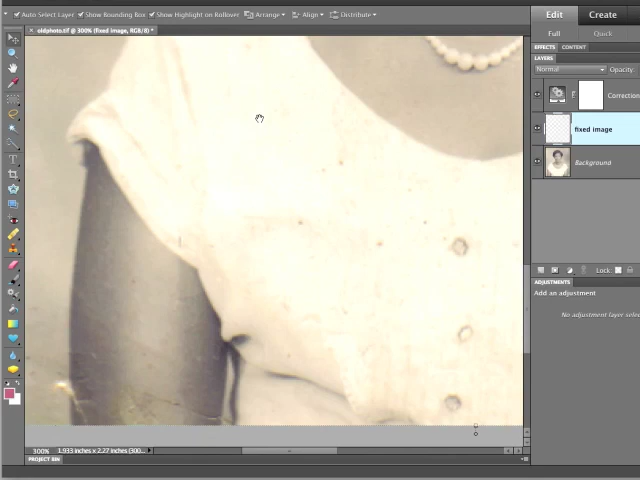 Auto Select Layer Show Bounding Box Show Highlight on Rollover Arrange Align Distribute
Edit Create
oldphoto.tif @ 300% (fixed image, RGB/8) *
Full Quick
EFFECTS CONTENT
LAYERS
Normal Opacity:
Correction
fixed image
Background
Lock:
ADJUSTMENTS
Add an adjustment
No adjustment layer selec
300% 1.933 inches x 2.27 inches (300...
PROJECT BIN